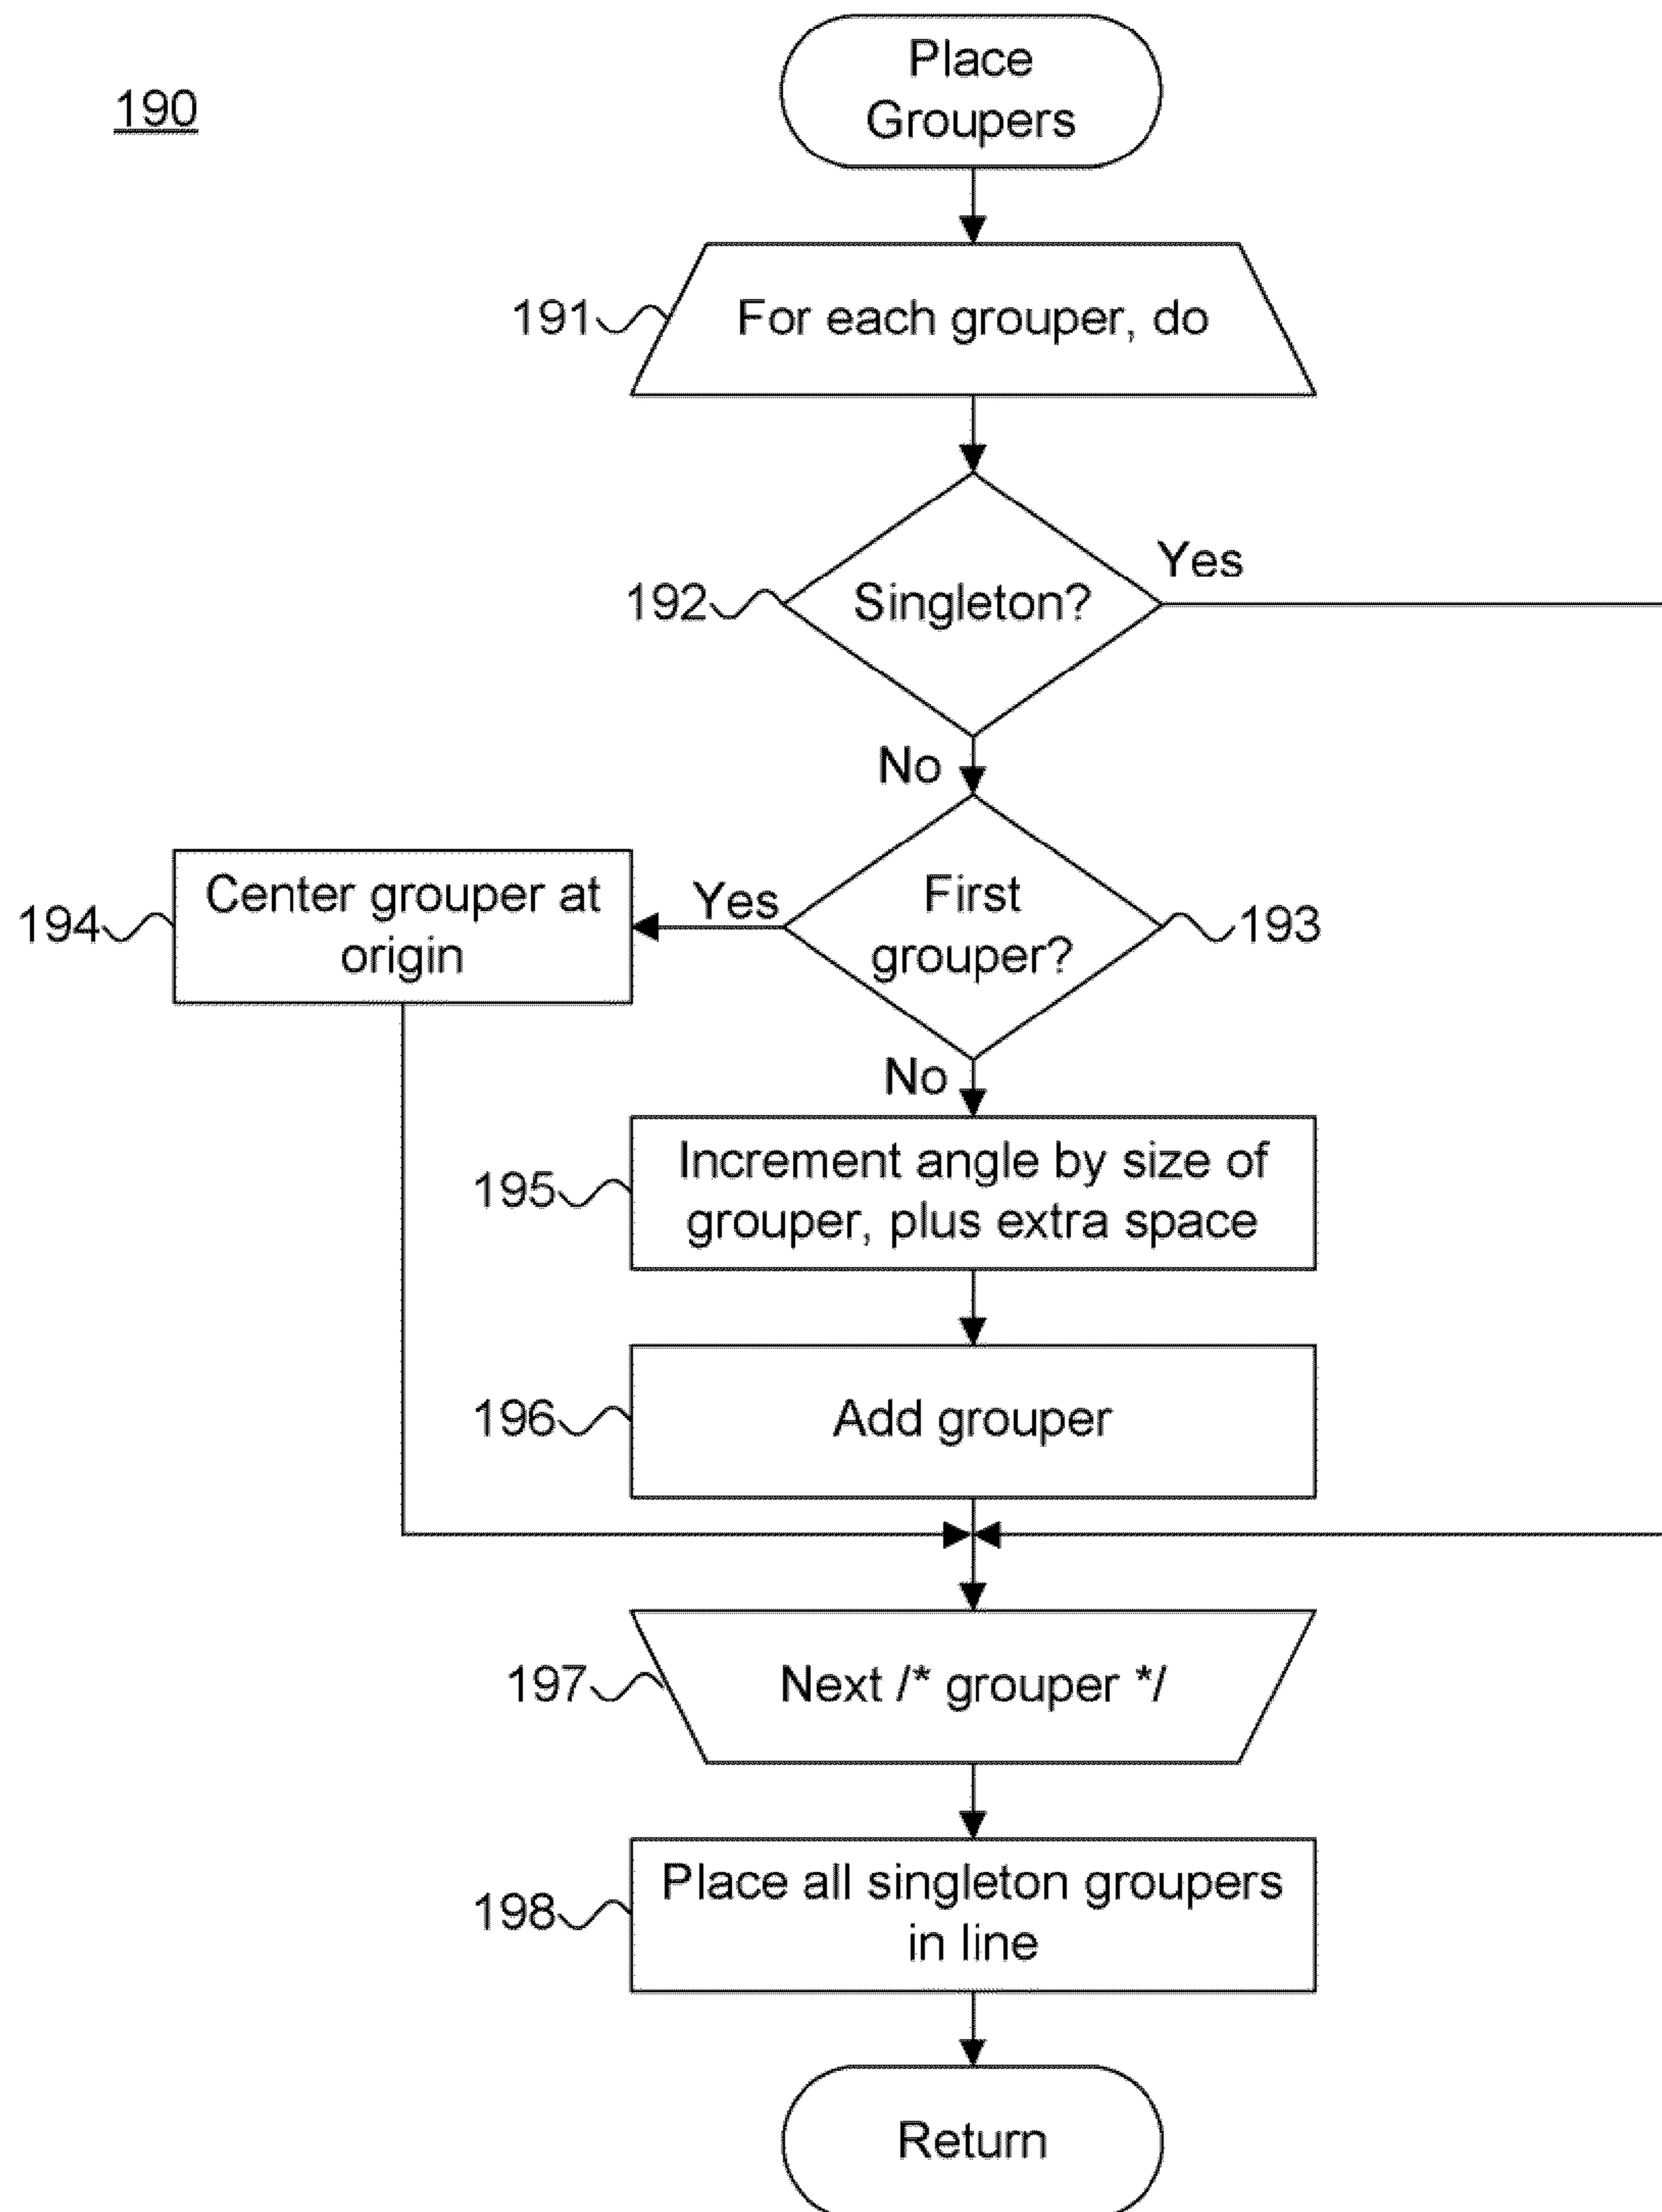 190
Place
Groupers
191
For each grouper, do
192
Singleton?
Yes
No
194
Center grouper at
origin
Yes
First
grouper?
193
No
195
Increment angle by size of
grouper, plus extra space
196
Add grouper
197
Next /* grouper */
198
Place all singleton groupers
in line
Return